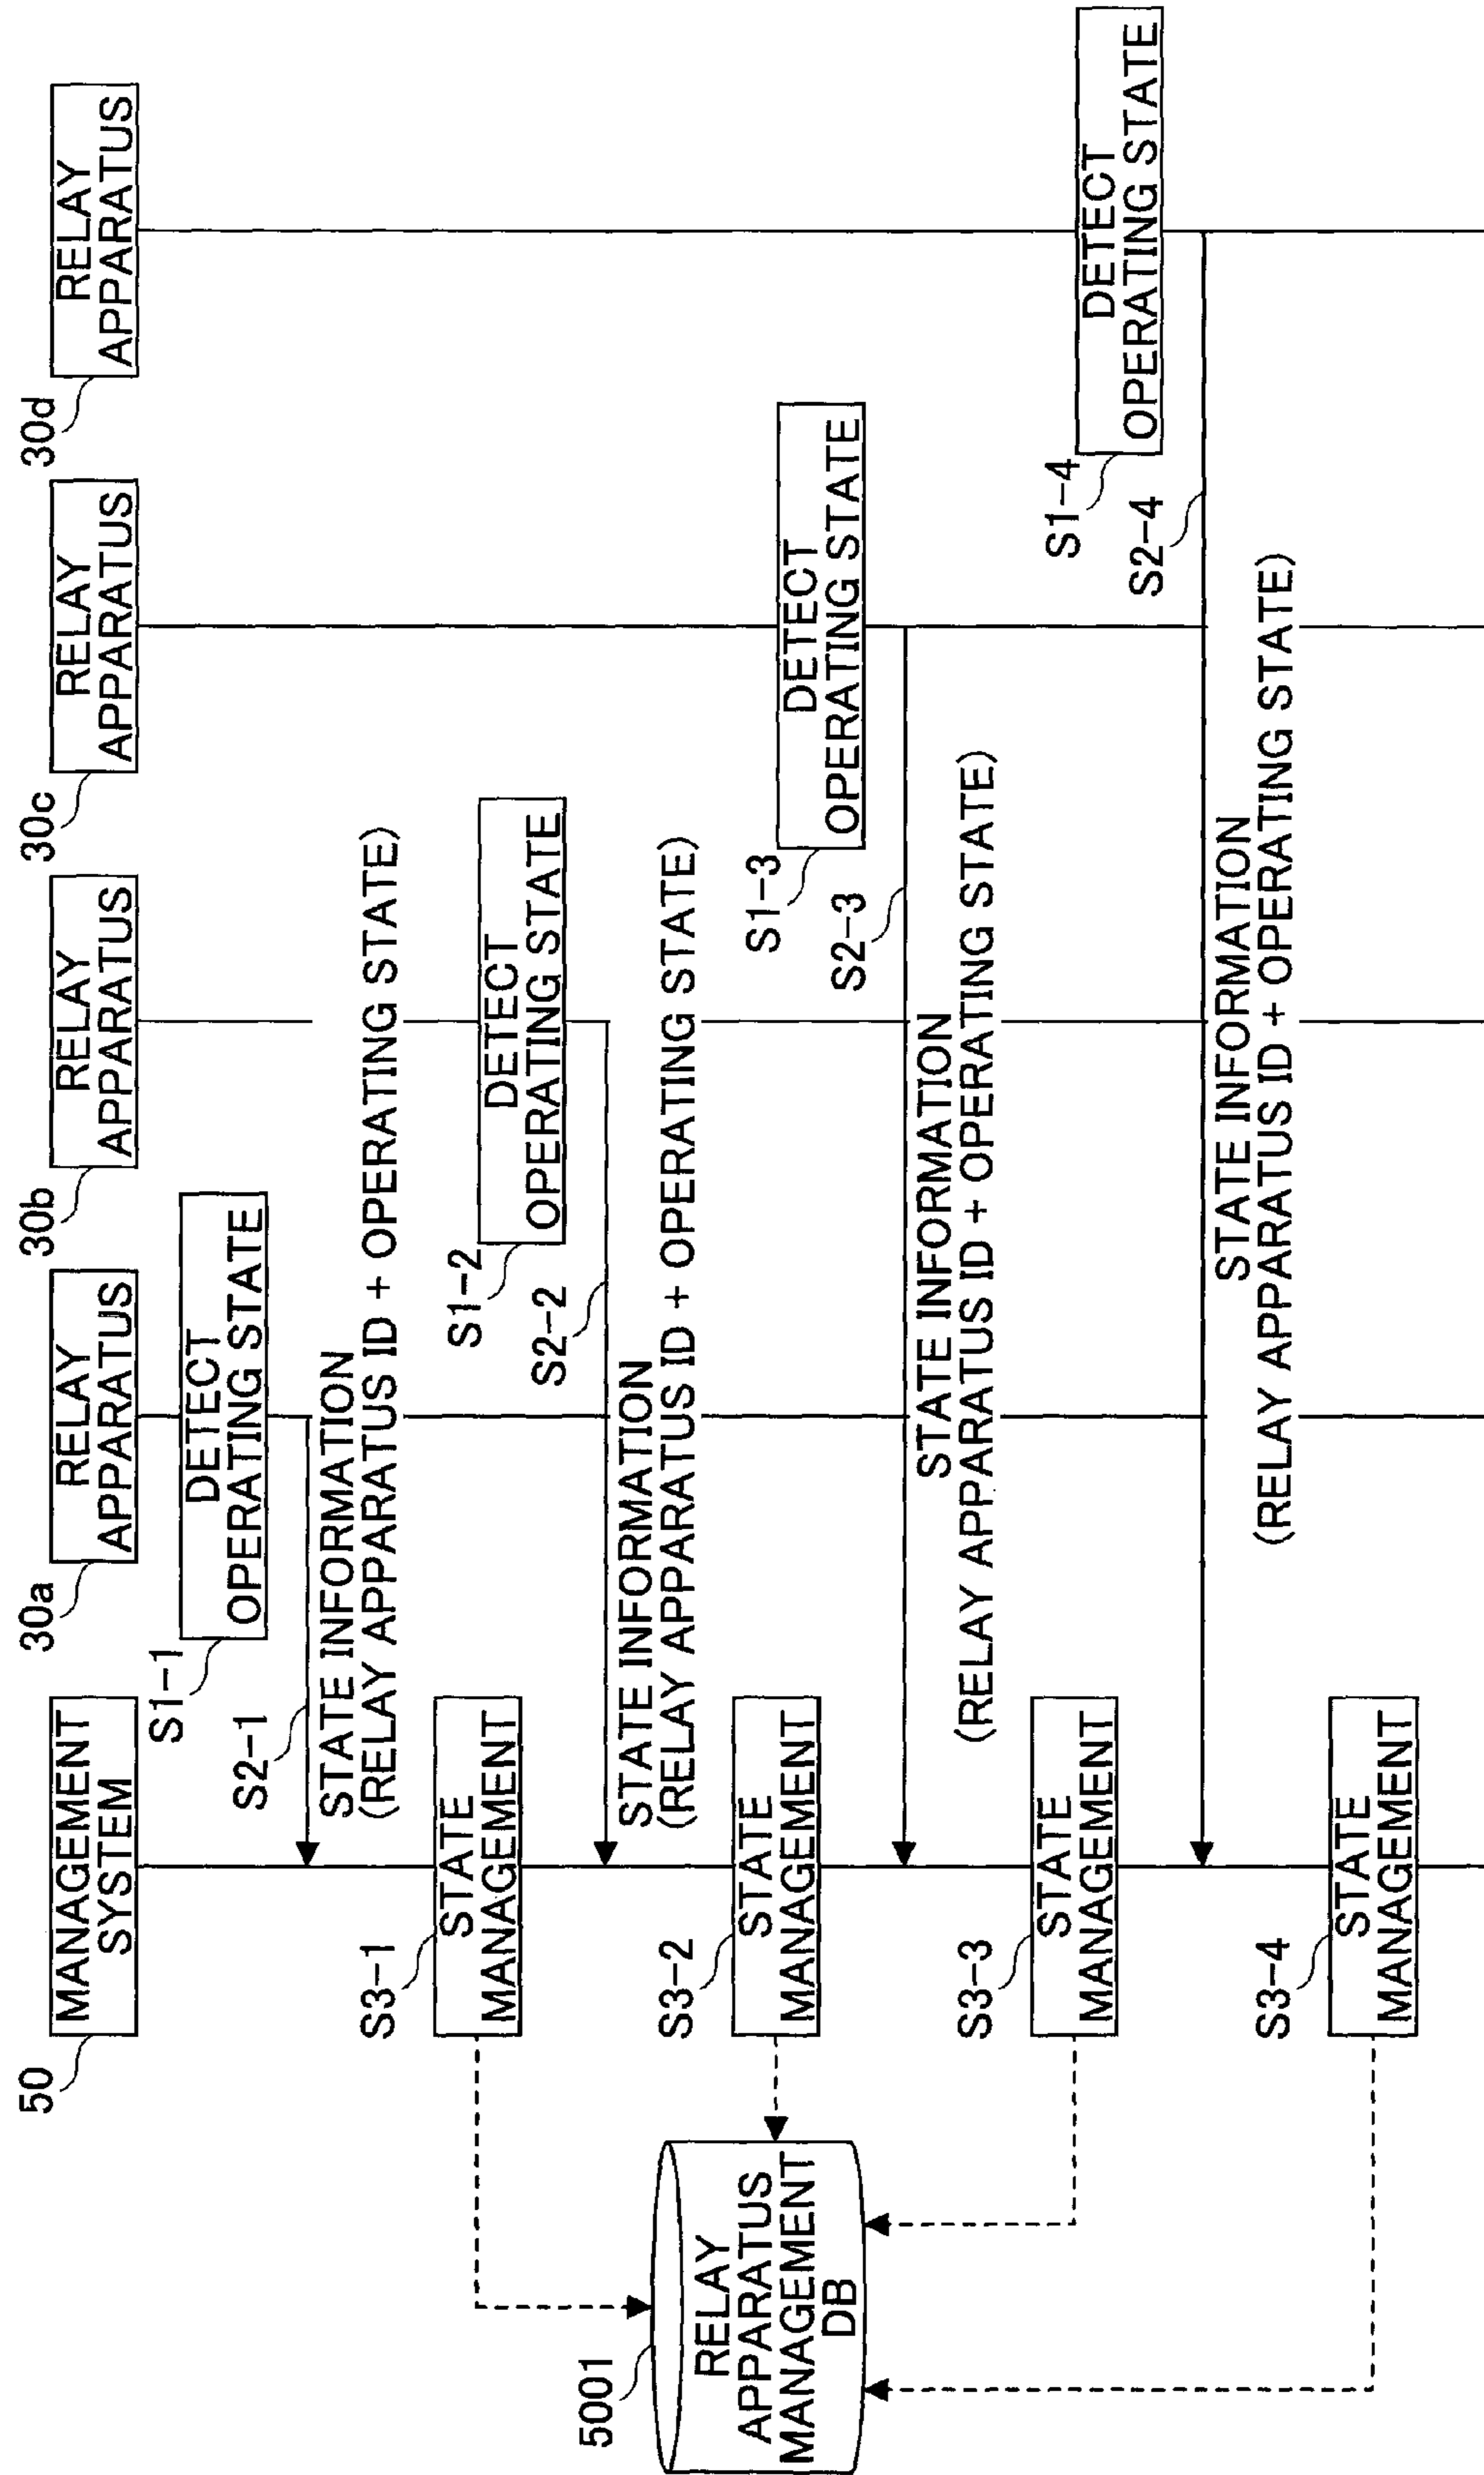 50
MANAGEMENT
SYSTEM
30a
RELAY
APPARATUS
30b
RELAY
APPARATUS
30c
RELAY
APPARATUS
30d
RELAY
APPARATUS
S1-1
DETECT
OPERATING STATE
S2-1
STATE INFORMATION
(RELAY APPARATUS ID + OPERATING STATE)
S3-1
STATE
MANAGEMENT
S1-2
DETECT
OPERATING STATE
S2-2
STATE INFORMATION
(RELAY APPARATUS ID + OPERATING STATE)
5001
RELAY
APPARATUS
MANAGEMENT
DB
S3-2
STATE
MANAGEMENT
S1-3
DETECT
OPERATING STATE
S2-3
STATE INFORMATION
(RELAY APPARATUS ID + OPERATING STATE)
S3-3
STATE
MANAGEMENT
S1-4
DETECT
OPERATING STATE
S2-4
STATE INFORMATION
(RELAY APPARATUS ID + OPERATING STATE)
S3-4
STATE
MANAGEMENT